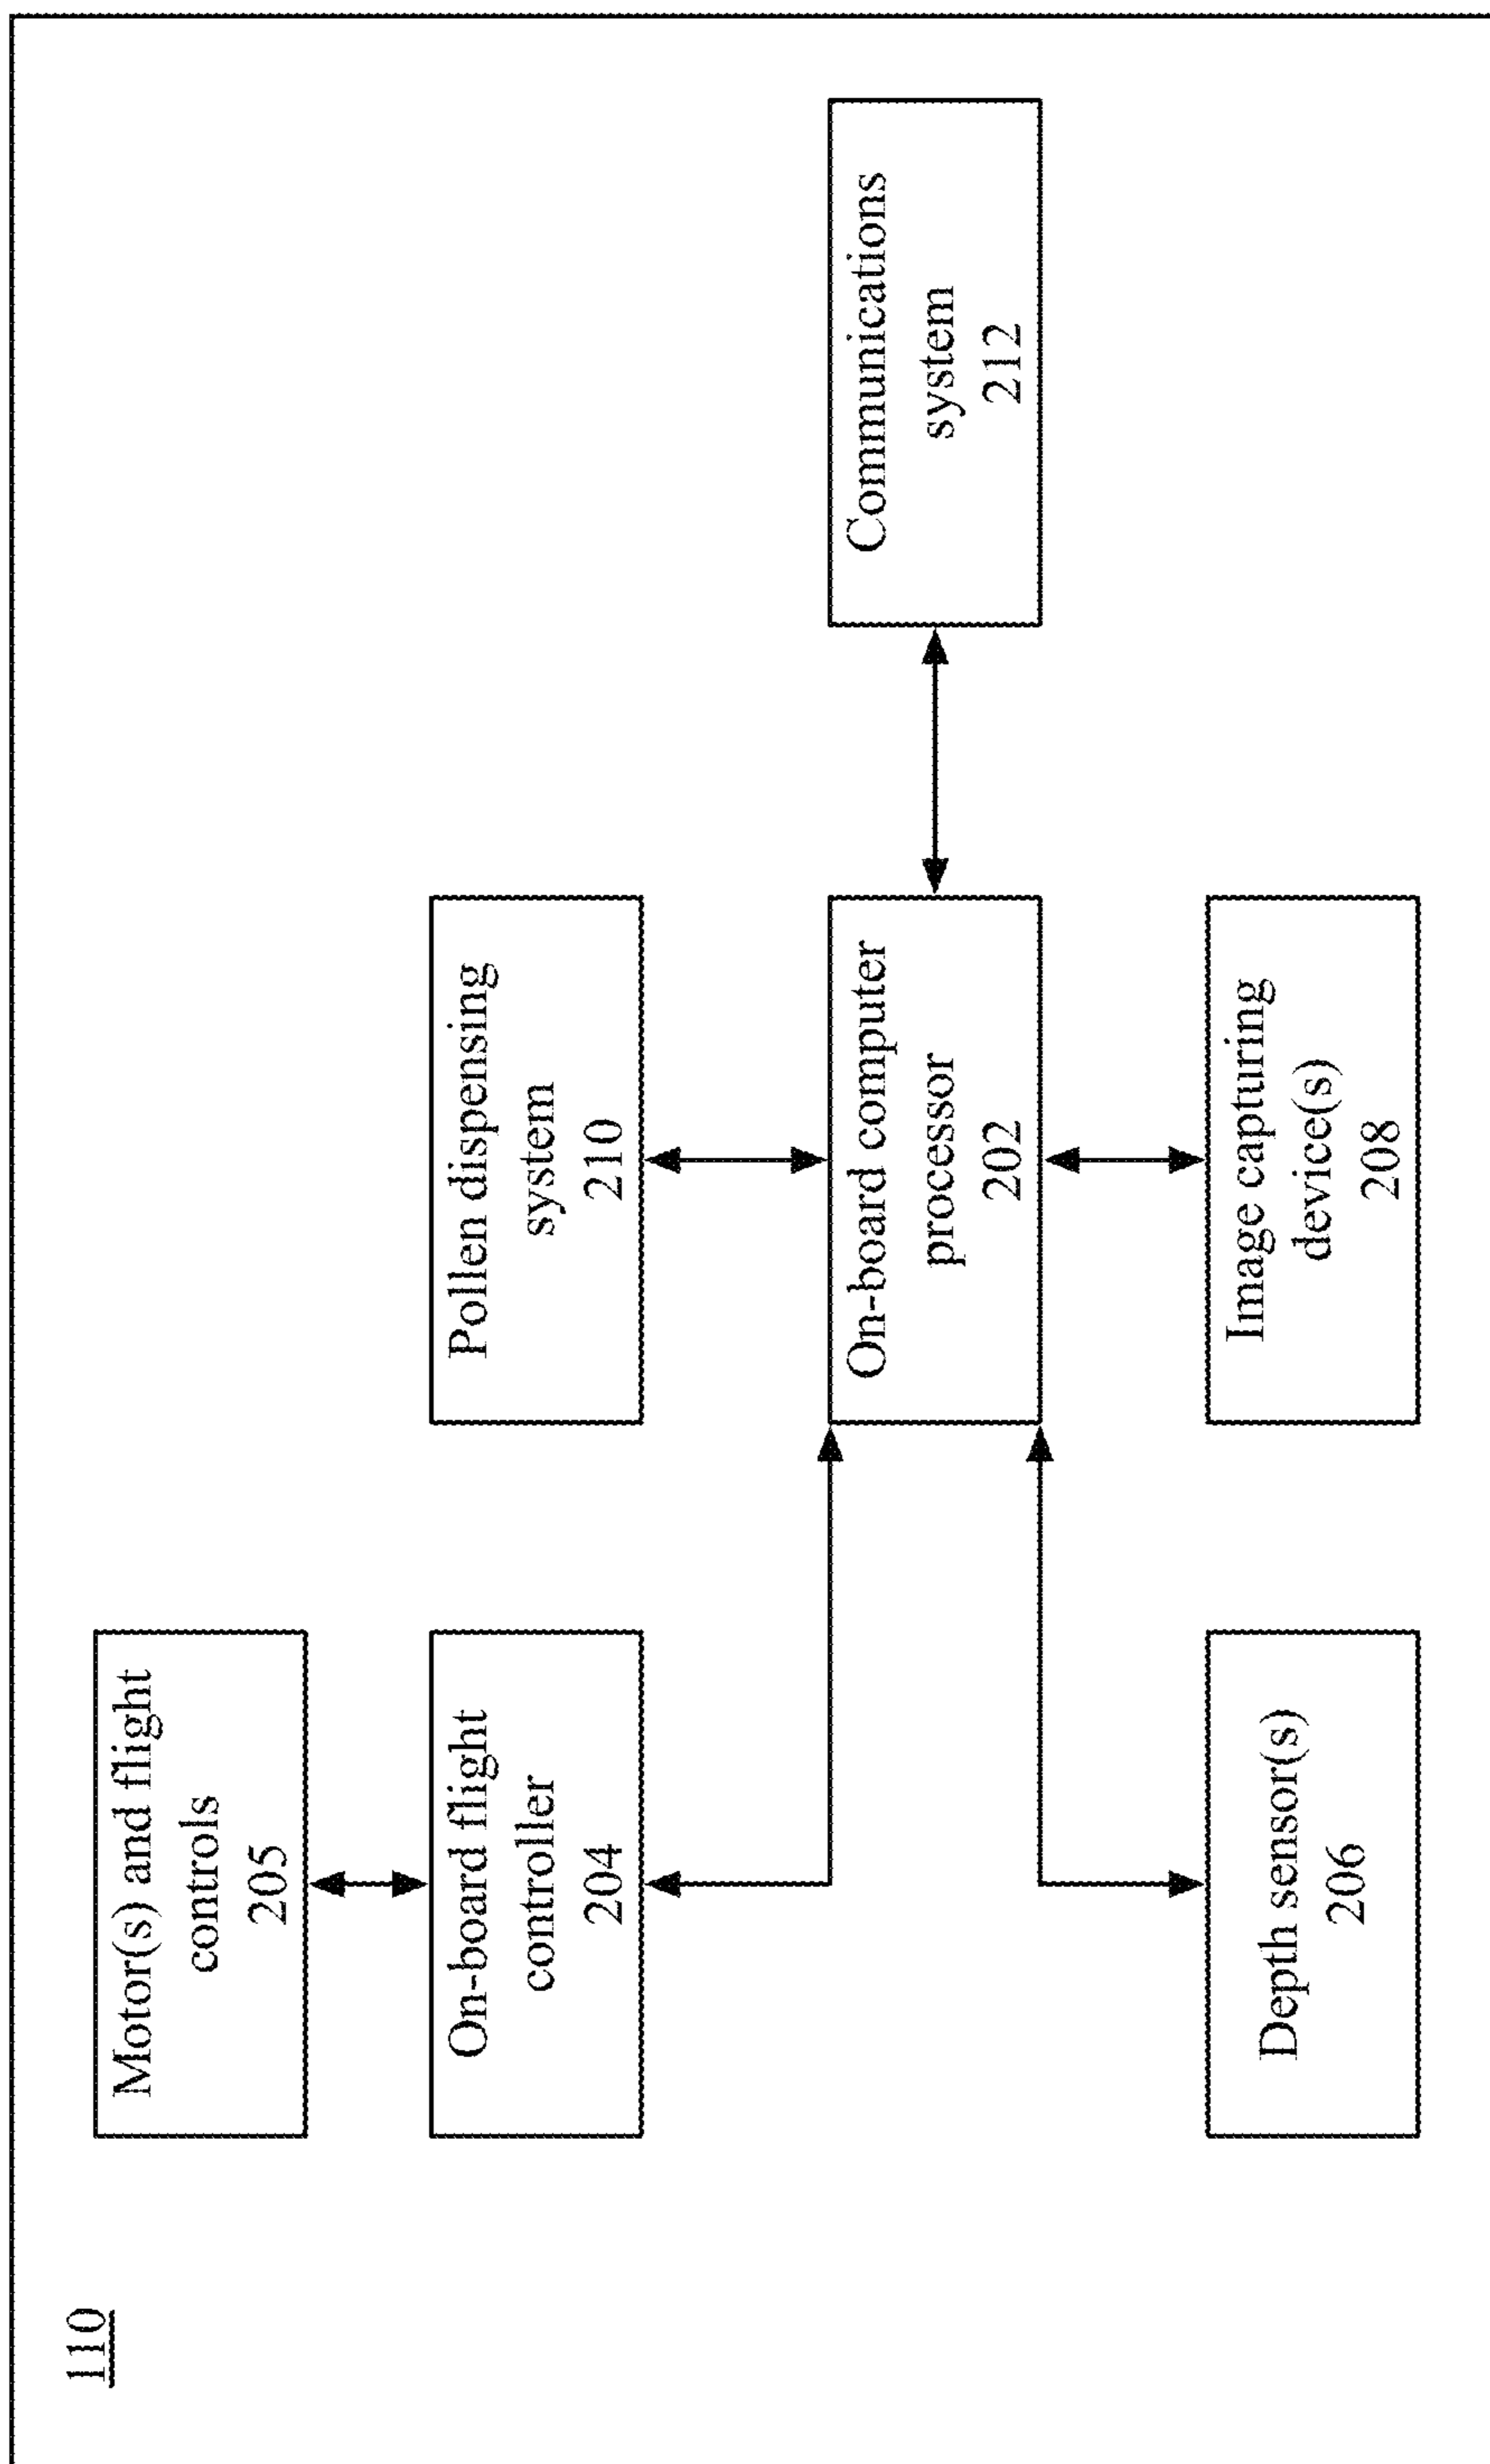 110
Motor(s) and flight
controls
205
On-board flight
controller
204
Pollen dispensing
system
210
On-board computer
processor
202
Communications
system
212
Depth sensor(s)
206
Image capturing
device(s)
208